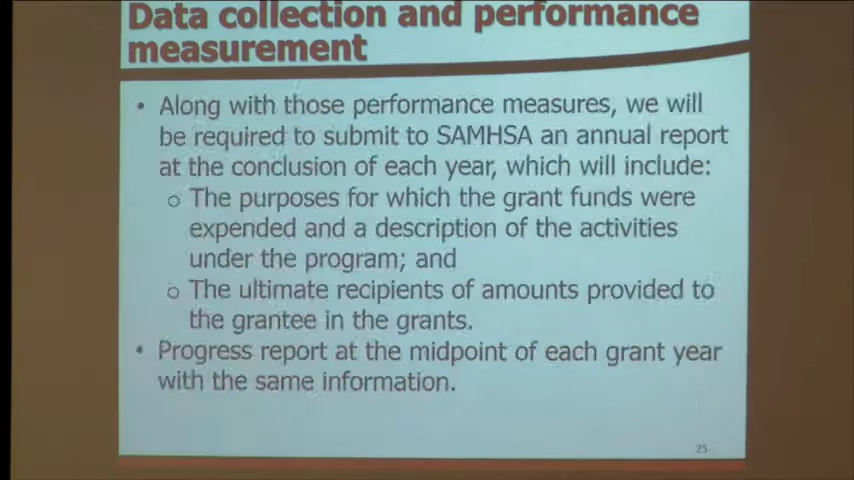 Data collection and performance
measurement
• Along with those performance measures, we will
be required to submit to SAMHSA an annual report
at the conclusion of each year, which will include:
o The purposes for which the grant funds were
expended and a description of the activities
under the program; and
o The ultimate recipients of amounts provided to
the grantee in the grants.
• Progress report at the midpoint of each grant year
with the same information.
25